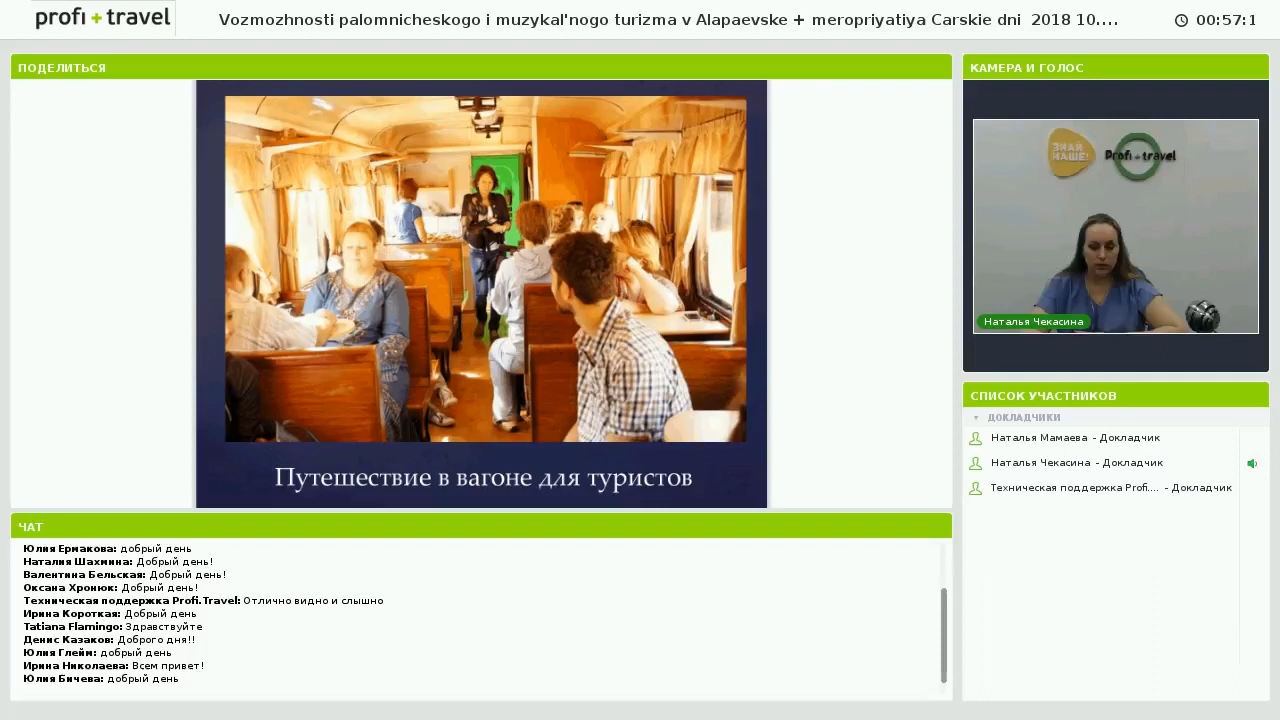 profi + travel
Vozmozhnosti palomnicheskogo i muzykal'nogo turizma v Alapaevske + meropriyatiya Carskie dni 2018 10....
00:57:1
ПОДЕЛИТЬСЯ
Путешествие в вагоне для туристов
КАМЕРА И ГОЛОС
ЗНАЙ НАШЕ!
Profi-travel
Наталья Чекасина
СПИСОК УЧАСТНИКОВ
ДОКЛАДЧИКИ
Наталья Мамаева - Докладчик
Наталья Чекасина - Докладчик
Техническая поддержка Profi.... - Докладчик
ЧАТ
Юлия Ермакова: добрый день
Наталия Шахмина: Добрый день!
Валентина Бельская: Добрый день!
Оксана Хронюк: Добрый день!
Техническая поддержка Profi.Travel: Отлично видно и слышно
Ирина Короткая: Добрый день
Tatiana Flamingo: Здравствуйте
Денис Казаков: Доброго дня!!
Юлия Глейм: добрый день
Ирина Николаева: Всем привет!
Юлия Бичева: добрый день